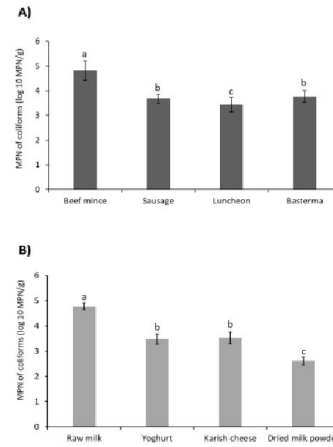 A)
MPN of coliforms (log 10 MPN/g)
6
5
4
3
2
1
0
a
b
c
b
Beef mince Sausage Luncheon Basterma
B)
MPN of coliforms (log 10 MPN/g)
6
5
4
3
2
1
0
a
b
b
c
Raw milk Yoghurt Karish cheese Dried milk powder